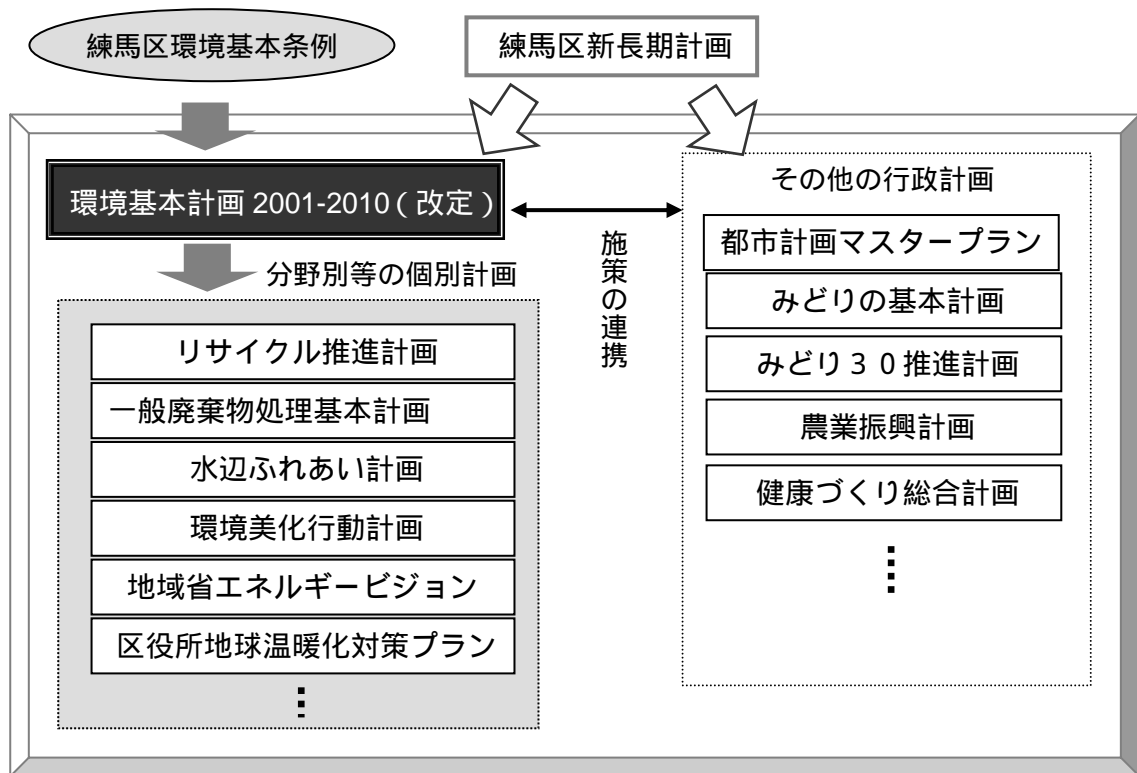 練馬区環境基本条例
練馬区新長期計画
環境基本計画 2001-2010（改定）
分野別等の個別計画
リサイクル推進計画
一般廃棄物処理基本計画
水辺ふれあい計画
環境美化行動計画
地域省エネルギービジョン
区役所地球温暖化対策プラン
施策の連携
その他の行政計画
都市計画マスタープラン
みどりの基本計画
みどり３０推進計画
農業振興計画
健康づくり総合計画